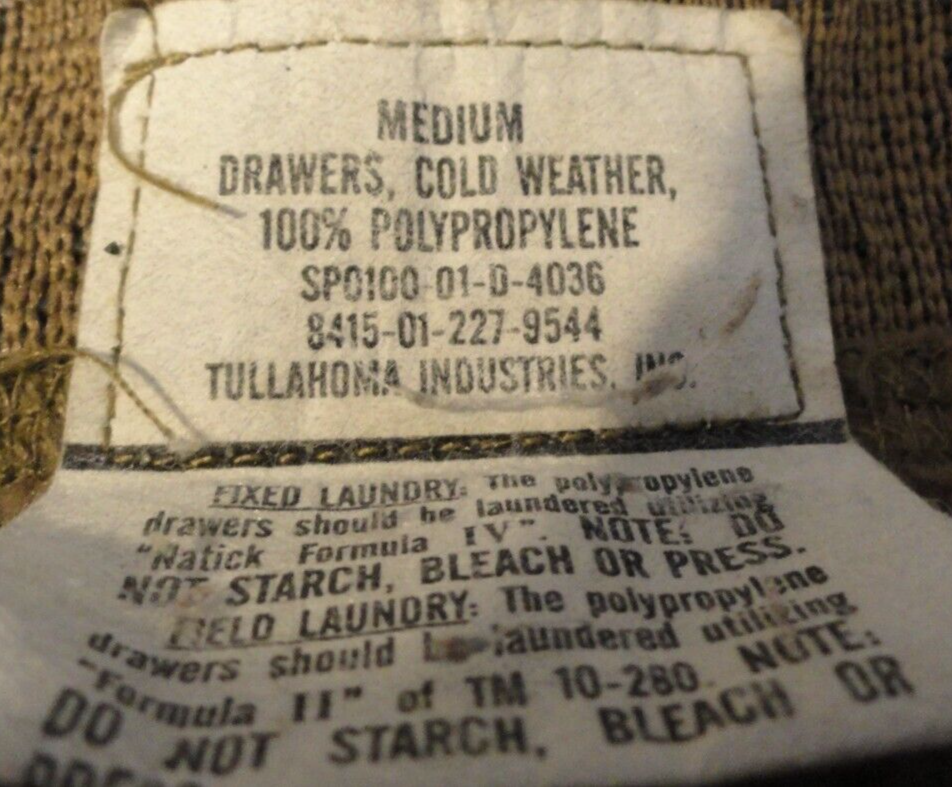 MEDIUM
DRAWERS, COLD WEATHER,
100% POLYPROPYLENE
SP0100-01-D-4036
8415-01-227-9544
TULLAHOMA INDUSTRIES, INC.
FIXED LAUNDRY: The polypropylene
drawers should be laundered utilizing
"Natick Formula IV". NOTE: DO
NOT STARCH, BLEACH OR PRESS.
FIELD LAUNDRY: The polypropylene
drawers should be laundered utilizing
"Formula II" of TM 10-280. NOTE:
DO NOT STARCH, BLEACH OR
PRESS